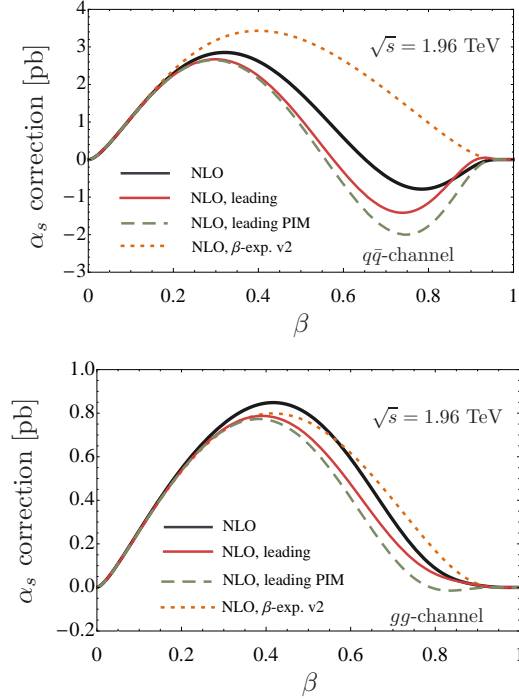 4
3
2
1
0
−1
−2
−3
α_s correction [pb]
√s = 1.96 TeV
NLO
NLO, leading
NLO, leading PIM
NLO, β-exp. v2
qq̄-channel
0 0.2 0.4 0.6 0.8 1
β
1.0
0.8
0.6
0.4
0.2
0.0
−0.2
α_s correction [pb]
√s = 1.96 TeV
NLO
NLO, leading
NLO, leading PIM
NLO, β-exp. v2
gg-channel
0 0.2 0.4 0.6 0.8 1
β